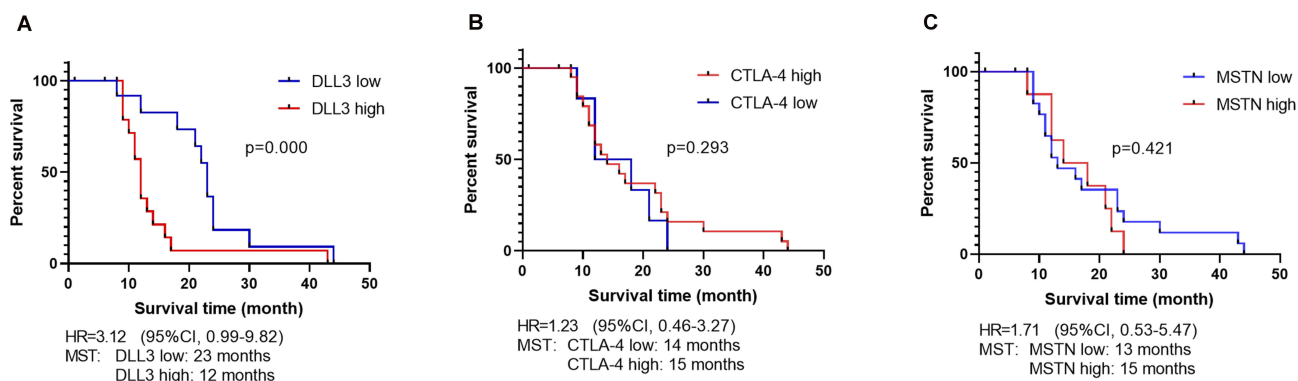 A
Percent survival
100
50
0
0 10 20 30 40 50
DLL3 low
DLL3 high
p=0.000
Survival time (month)
HR=3.12 (95%CI, 0.99-9.82)
MST: DLL3 low: 23 months
DLL3 high: 12 months
B
Percent survival
100
50
0
0 10 20 30 40 50
CTLA-4 high
CTLA-4 low
p=0.293
Survival time (month)
HR=1.23 (95%CI, 0.46-3.27)
MST: CTLA-4 low: 14 months
CTLA-4 high: 15 months
C
Percent survival
100
50
0
0 10 20 30 40 50
MSTN low
MSTN high
p=0.421
Survival time (month)
HR=1.71 (95%CI, 0.53-5.47)
MST: MSTN low: 13 months
MSTN high: 15 months